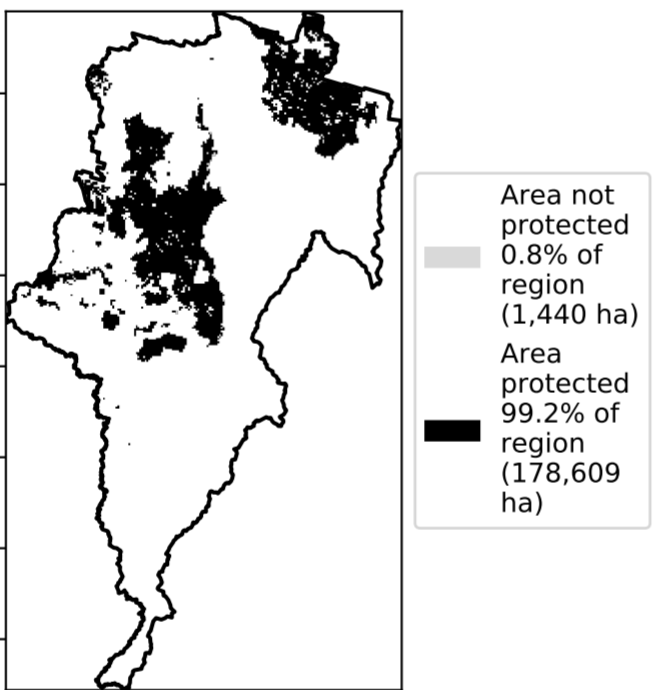 Area not
protected
0.8% of
region
(1,440 ha)
Area
protected
99.2% of
region
(178,609
ha)